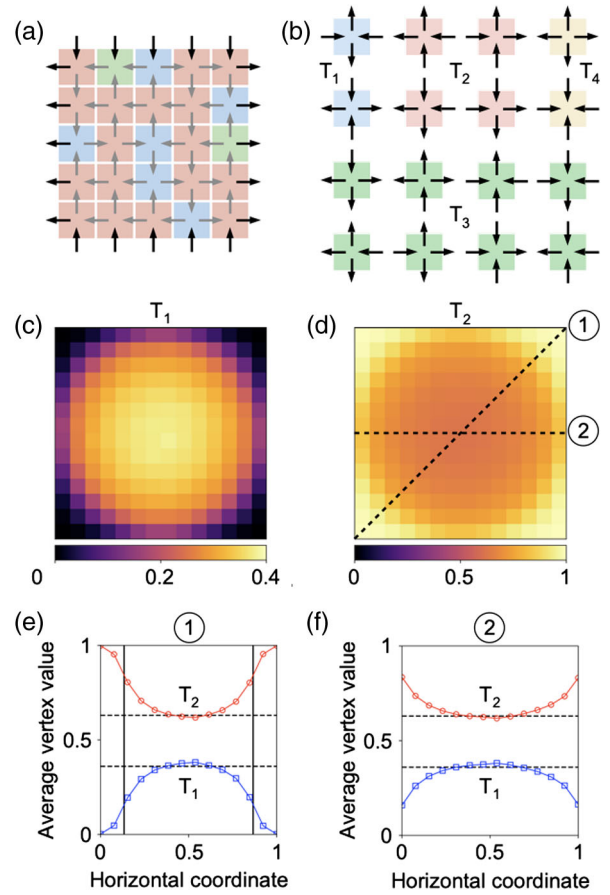 (a)
(b)
T1
T2
T4
T3
(c)
T1
(d)
T2
1
2
0
0.2
0.4
0
0.5
1
(e)
1
(f)
2
Average vertex value
1
0.5
0
T2
T1
0
0.5
1
Horizontal coordinate
Average vertex value
1
0.5
0
T2
T1
0
0.5
1
Horizontal coordinate